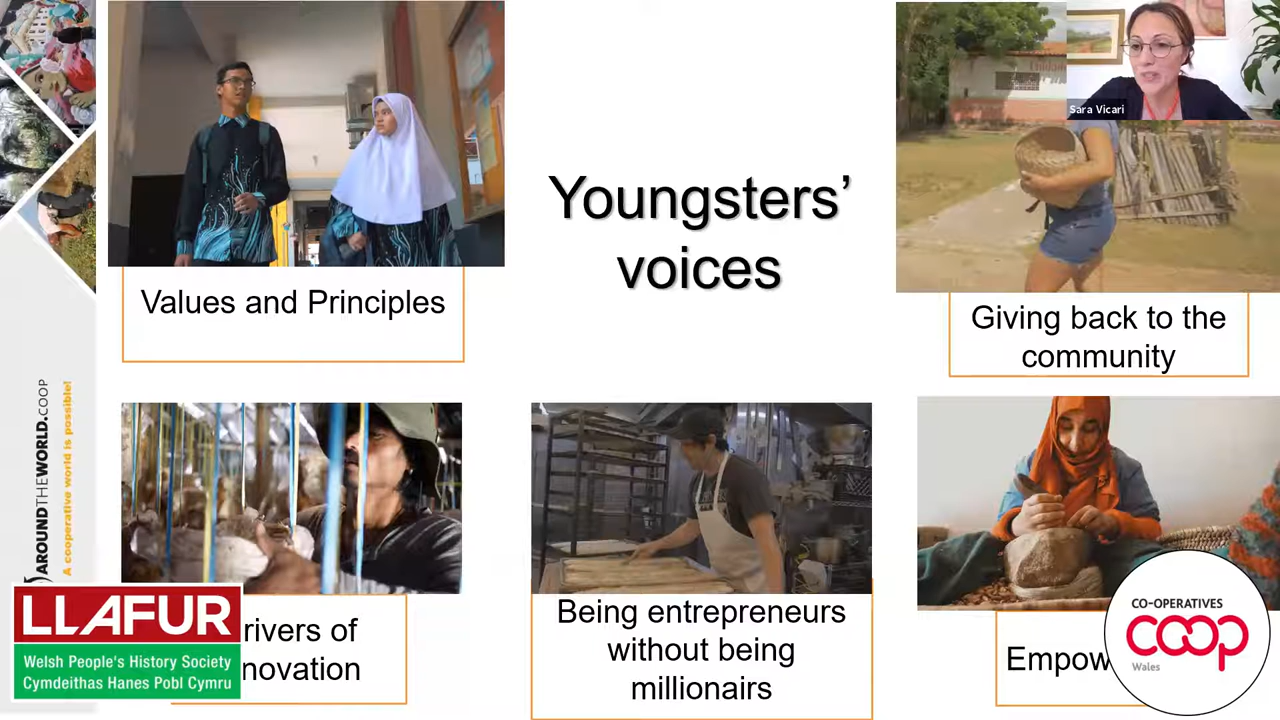 Youngsters’
voices
Sara Vicari
Values and Principles
Giving back to the
community
rivers of
nnovation
Being entrepreneurs
without being
millionairs
Empow
AROUNDTHEWORLD.COOP
A cooperative world is possible!
LLAFUR
Welsh People's History Society
Cymdeithas Hanes Pobl Cymru
CO-OPERATIVES
coop
Wales